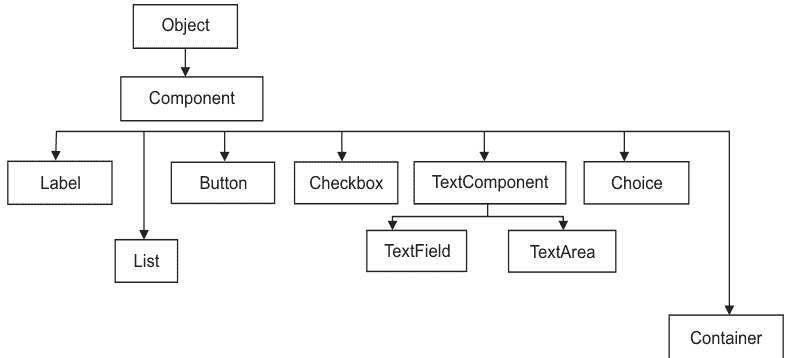 Object
Component
Label
Button
Checkbox
TextComponent
Choice
List
TextField
TextArea
Container